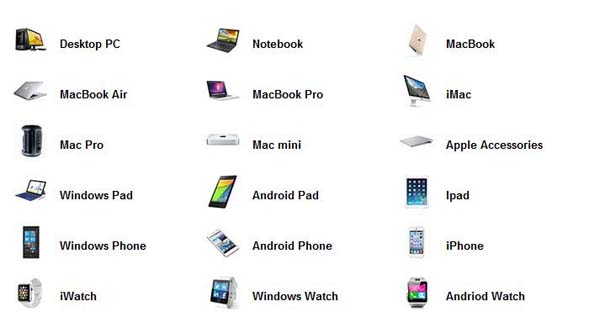 Desktop PC
Notebook
MacBook
MacBook Air
MacBook Pro
iMac
Mac Pro
Mac mini
Apple Accessories
Windows Pad
Android Pad
Ipad
Windows Phone
Android Phone
iPhone
iWatch
Windows Watch
Andriod Watch